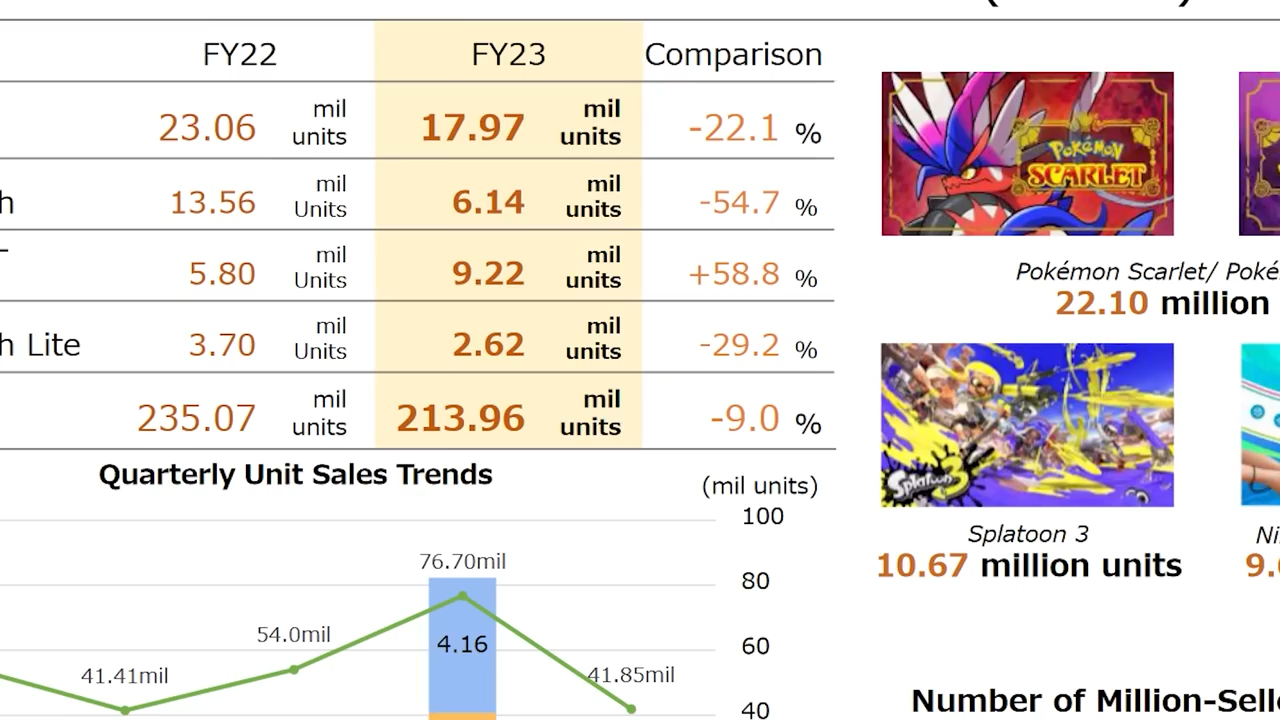 FY22 FY23 Comparison
23.06 mil units 17.97 mil units -22.1 %
h 13.56 mil Units 6.14 mil units -54.7 %
5.80 mil Units 9.22 mil units +58.8 %
h Lite 3.70 mil Units 2.62 mil units -29.2 %
235.07 mil units 213.96 mil units -9.0 %
Quarterly Unit Sales Trends
(mil units)
100
80
60
40
76.70mil
54.0mil
4.16
41.41mil
41.85mil
POKÉMON
SCARLET
Pokémon Scarlet/ Poké
22.10 million
Splatoon 3
Splatoon 3
10.67 million units
Ni
9.
Number of Million-Selle